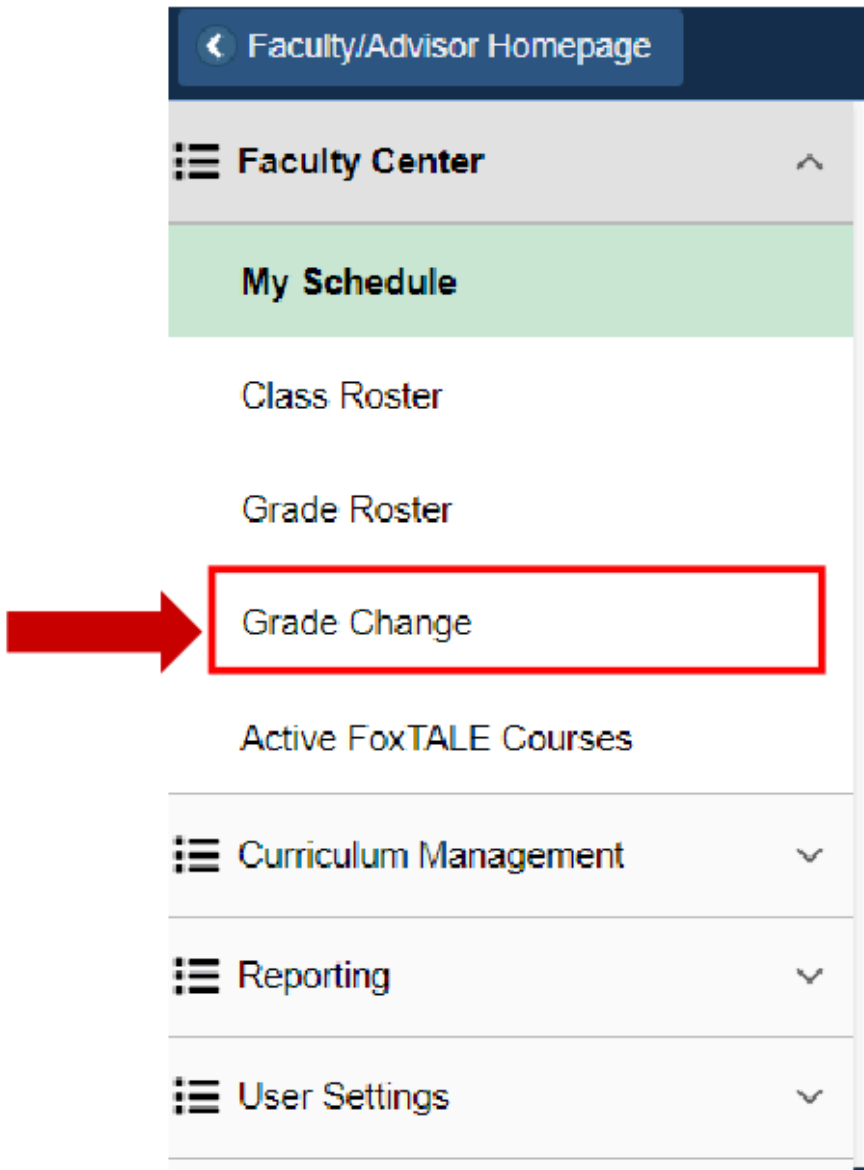 Faculty/Advisor Homepage
Faculty Center
My Schedule
Class Roster
Grade Roster
Grade Change
Active FoxTALE Courses
Curriculum Management
Reporting
User Settings